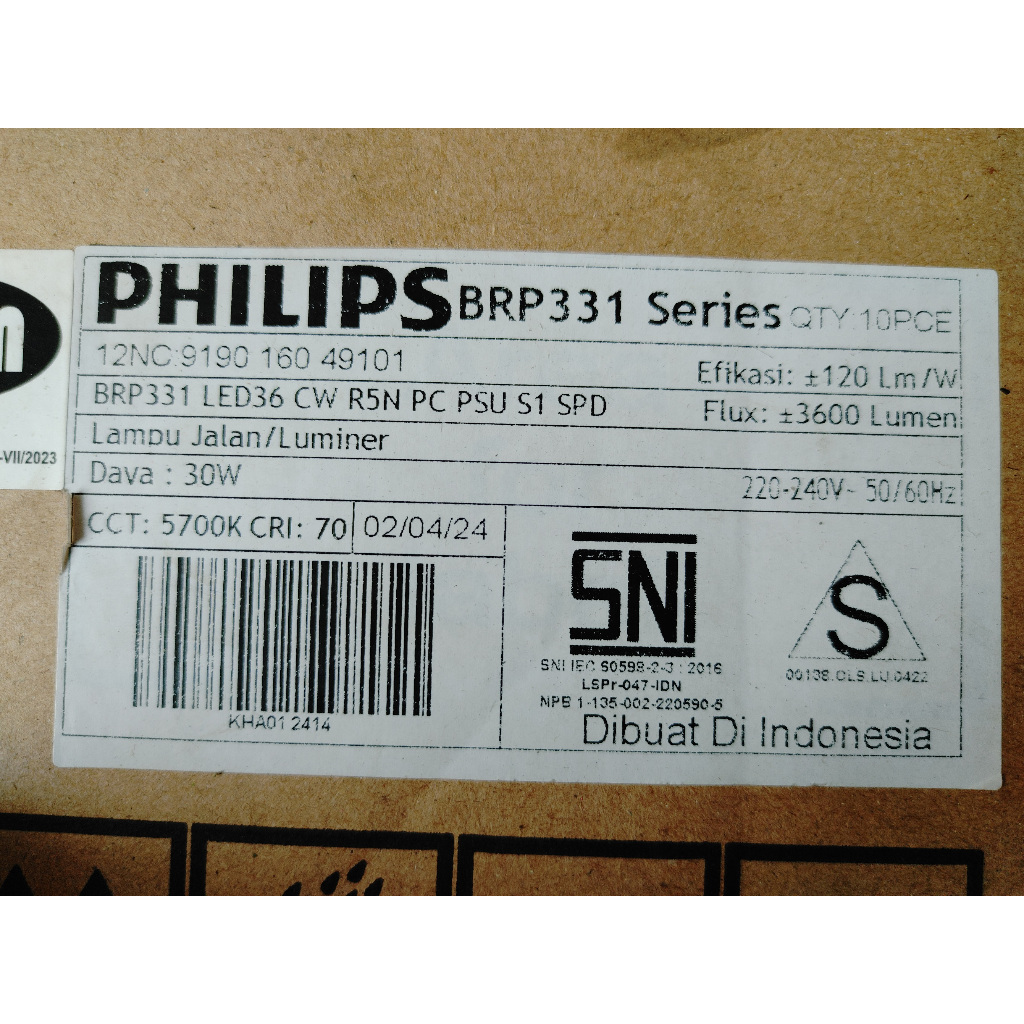 PHILIPS BRP331 Series QTY:10PCE
12NC:9190 160 49101
Efikasi: ±120 Lm/W
BRP331 LED36 CW R5N PC PSU S1 SPD
Flux: ±3600 Lumen
Lampu Jalan/Luminer
-VII/2023
Daya : 30W
220-240V~ 50/60Hz
CCT: 5700K CRI: 70
02/04/24
SNI
S
SNI IEC 60598-2-3 : 2016
00138.OLS.LU.0422
LSPr-047-IDN
NPB 1-135-002-220590-5
KHA01 2414
Dibuat Di Indonesia